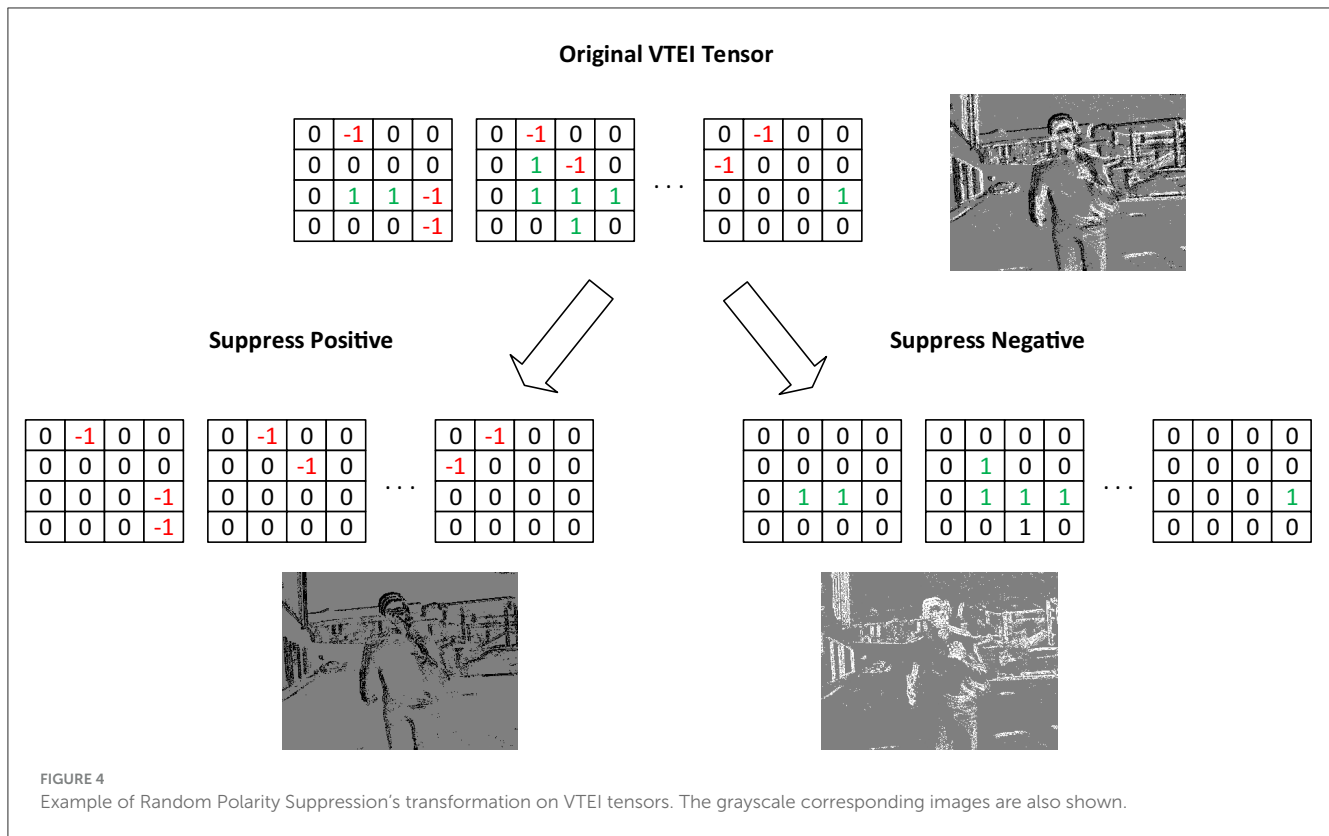 Original VTEI Tensor
0 -1 0 0 0 -1 0 0 0 -1 0 0
0 0 0 0 0 1 -1 0 -1 0 0 0
. . .
0 1 1 -1 0 1 1 1 0 0 0 1
0 0 0 -1 0 0 1 0 0 0 0 0
Suppress Positive Suppress Negative
0 -1 0 0 0 -1 0 0 0 -1 0 0 0 0 0 0 0 0 0 0 0 0 0 0
0 0 0 0 0 0 -1 0 -1 0 0 0 0 0 0 0 0 1 0 0 0 0 0 0
. . . . . .
0 0 0 -1 0 0 0 0 0 0 0 0 0 1 1 0 0 1 1 1 0 0 0 1
0 0 0 -1 0 0 0 0 0 0 0 0 0 0 0 0 0 0 1 0 0 0 0 0
FIGURE 4
Example of Random Polarity Suppression's transformation on VTEI tensors. The grayscale corresponding images are also shown.